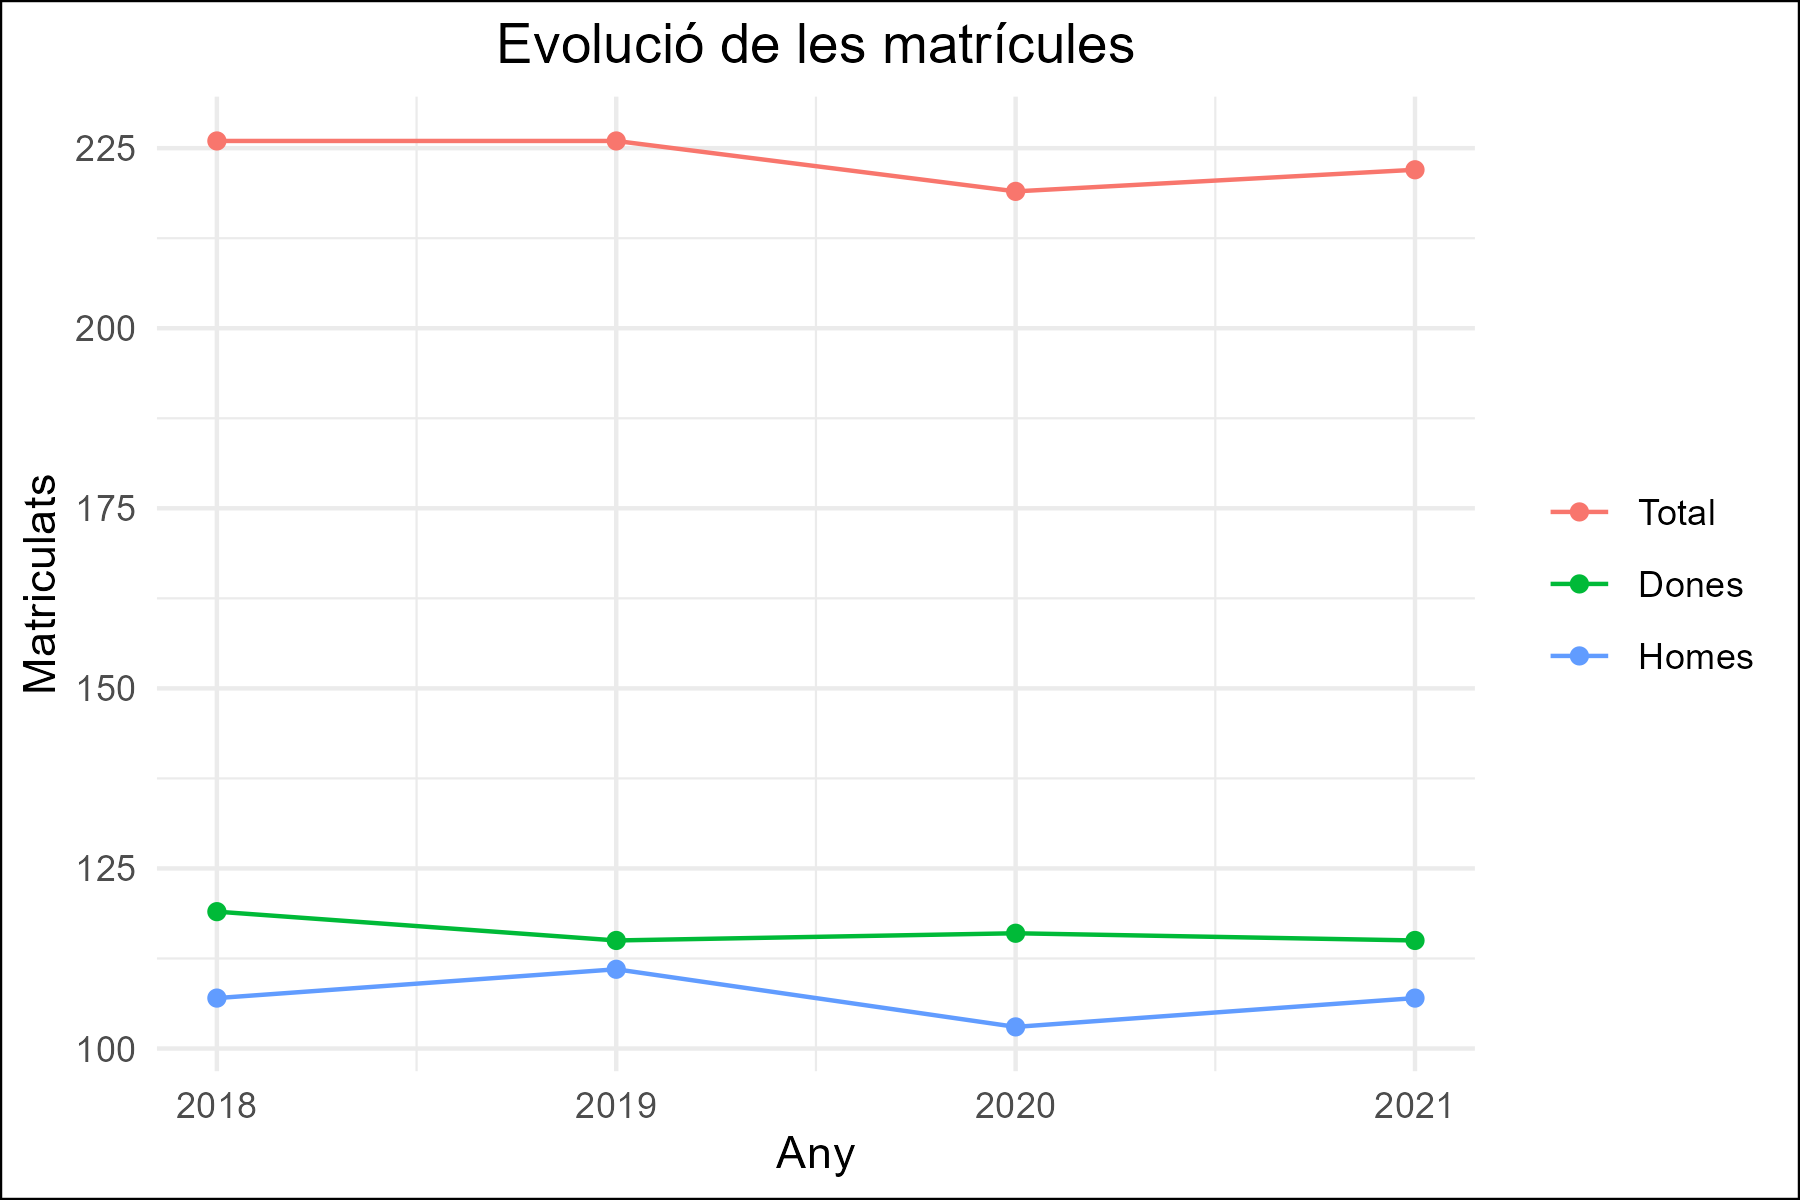 Evolució de les matrícules
Matriculats
225
200
175
150
125
100
2018
2019
2020
2021
Any
Total
Dones
Homes